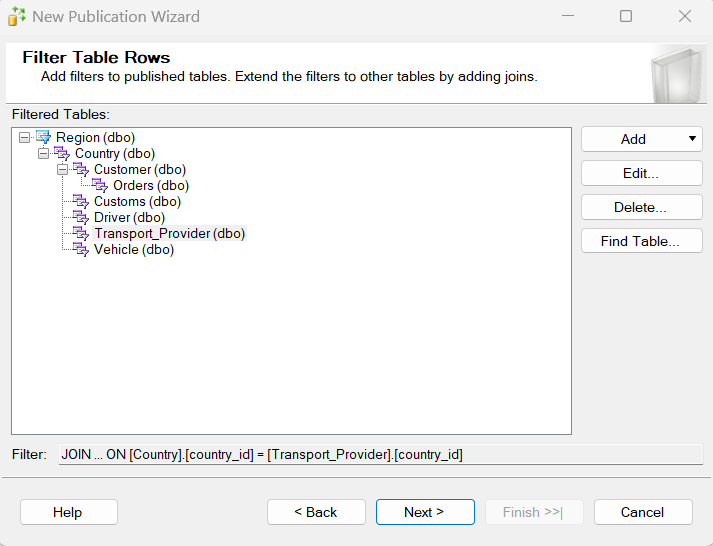 New Publication Wizard
Filter Table Rows
Add filters to published tables. Extend the filters to other tables by adding joins.
Filtered Tables:
Region (dbo)
Country (dbo)
Customer (dbo)
Orders (dbo)
Customs (dbo)
Driver (dbo)
Transport_Provider (dbo)
Vehicle (dbo)
Add
Edit...
Delete...
Find Table...
Filter: JOIN ... ON [Country].[country_id] = [Transport_Provider].[country_id]
Help
< Back
Next >
Finish >>|
Cancel